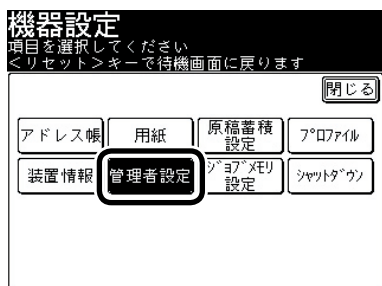 機器設定
項目を選択してください
<リセット>キーで待機画面に戻ります
閉じる
アドレス帳
用紙
原稿蓄積
設定
プロファイル
装置情報
管理者設定
ジョブメモリ
設定
シャットダウン